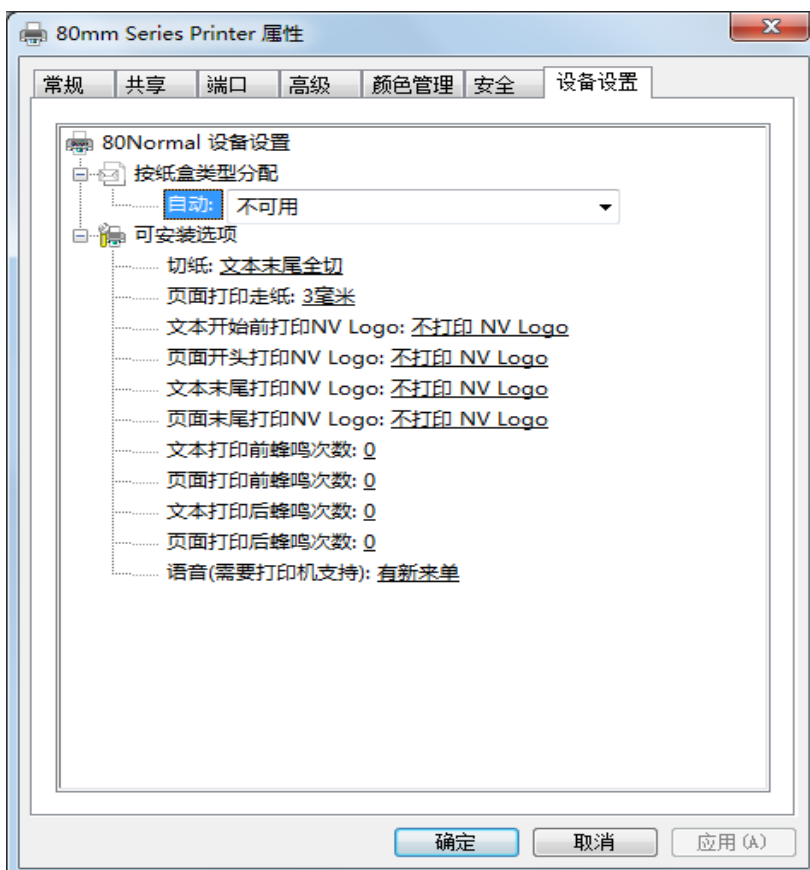 80mm Series Printer 属性
常规 共享 端口 高级 颜色管理 安全 设备设置
80Normal 设备设置
按纸盒类型分配
自动: 不可用
可安装选项
切纸: 文本末尾全切
页面打印走纸: 3毫米
文本开始前打印NV Logo: 不打印 NV Logo
页面开头打印NV Logo: 不打印 NV Logo
文本末尾打印NV Logo: 不打印 NV Logo
页面末尾打印NV Logo: 不打印 NV Logo
文本打印前蜂鸣次数: 0
页面打印前蜂鸣次数: 0
文本打印后蜂鸣次数: 0
页面打印后蜂鸣次数: 0
语音(需要打印机支持): 有新来单
确定 取消 应用(A)